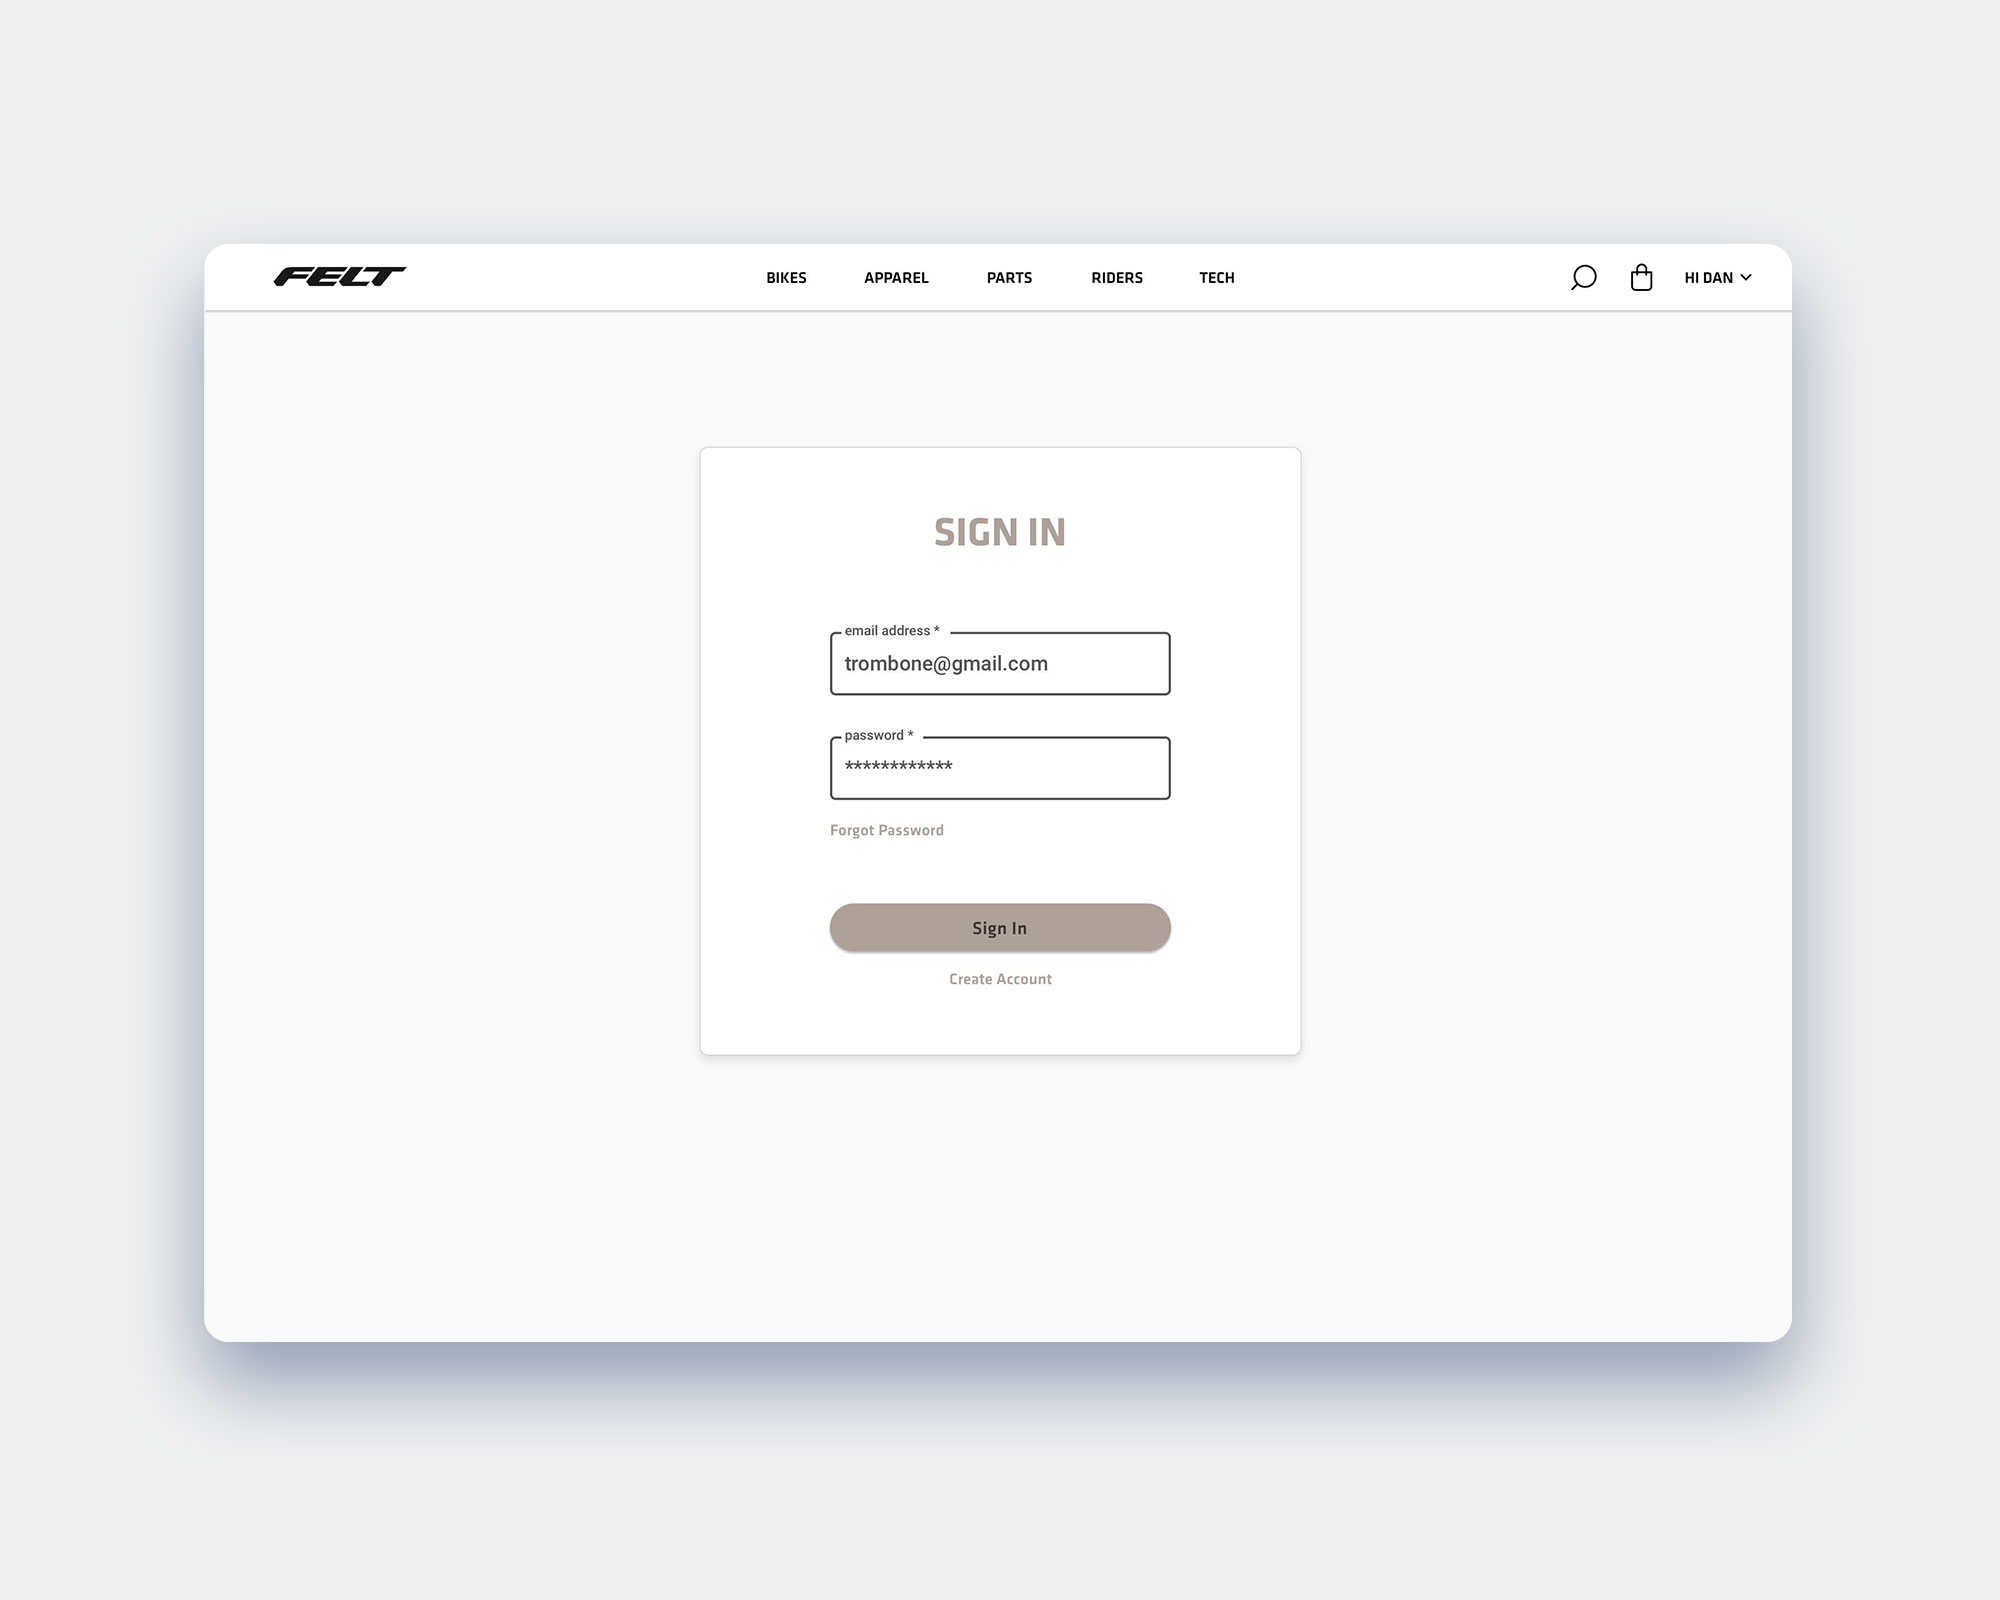 FELT
BIKES APPAREL PARTS RIDERS TECH HI DAN
SIGN IN
email address *
trombone@gmail.com
password *
************
Forgot Password
Sign In
Create Account